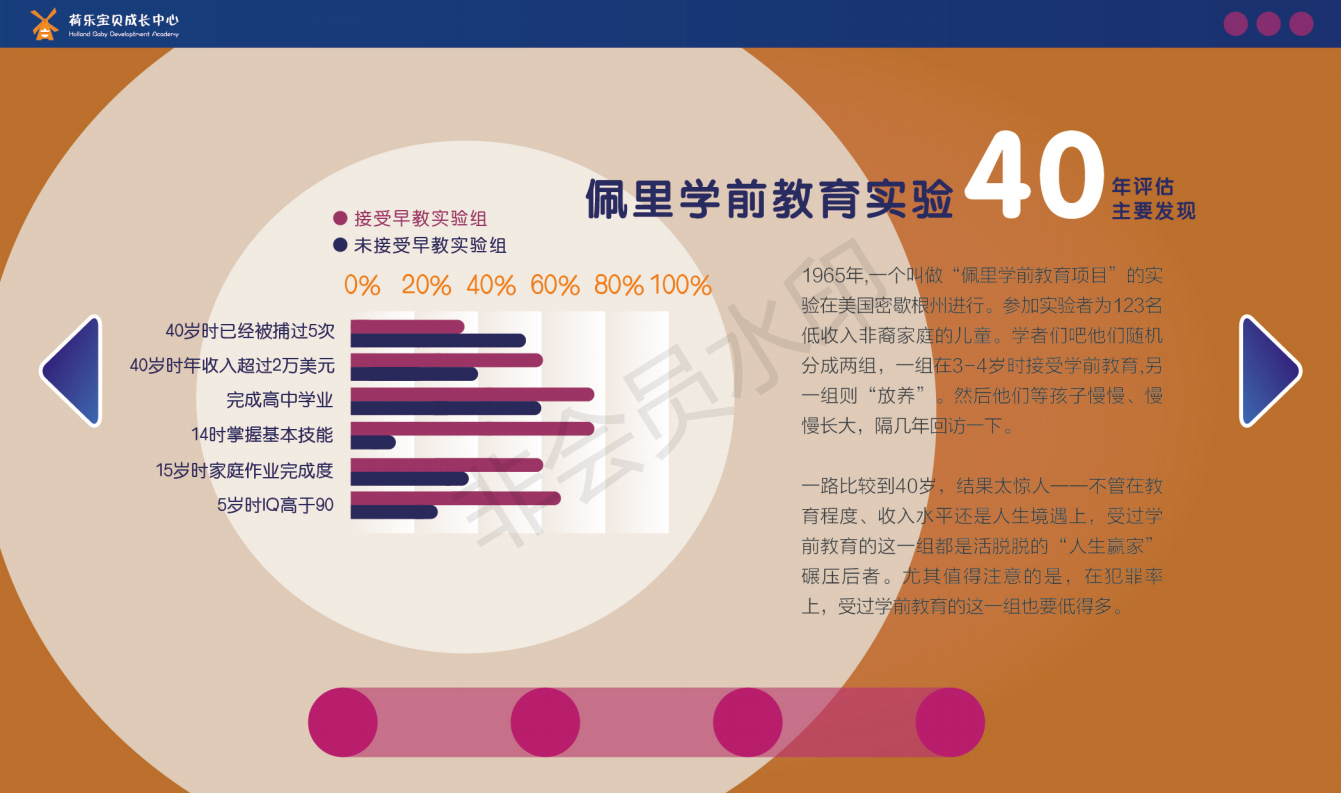 荷乐宝贝成长中心
Holland Baby Development Academy
佩里学前教育实验 40 年评估
主要发现
接受早教实验组
未接受早教实验组
0% 20% 40% 60% 80% 100%
40岁时已经被捕过5次
40岁时年收入超过2万美元
完成高中学业
14时掌握基本技能
15岁时家庭作业完成度
5岁时IQ高于90
1965年,一个叫做“佩里学前教育项目”的实
验在美国密歇根州进行。参加实验者为123名
低收入非裔家庭的儿童。学者们吧他们随机
分成两组，一组在3-4岁时接受学前教育,另
一组则“放养”。然后他们等孩子慢慢、慢
慢长大，隔几年回访一下。
一路比较到40岁，结果太惊人——不管在教
育程度、收入水平还是人生境遇上，受过学
前教育的这一组都是活脱脱的“人生赢家”
碾压后者。尤其值得注意的是，在犯罪率
上，受过学前教育的这一组也要低得多。
非会员水印